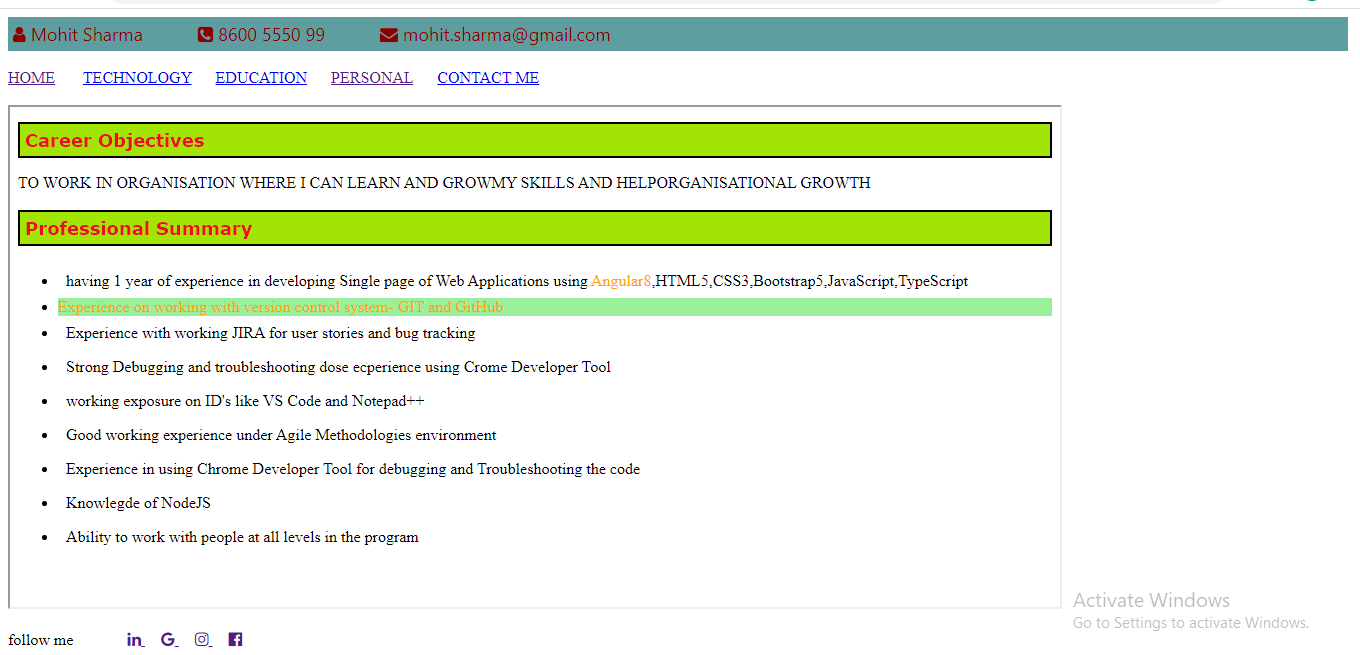 Mohit Sharma 8600 5550 99 mohit.sharma@gmail.com
HOME TECHNOLOGY EDUCATION PERSONAL CONTACT ME
Career Objectives
TO WORK IN ORGANISATION WHERE I CAN LEARN AND GROWMY SKILLS AND HELPORGANISATIONAL GROWTH
Professional Summary
having 1 year of experience in developing Single page of Web Applications using Angular8,HTML5,CSS3,Bootstrap5,JavaScript,TypeScript
Experience on working with version control system- GIT and GitHub
Experience with working JIRA for user stories and bug tracking
Strong Debugging and troubleshooting dose ecperience using Crome Developer Tool
working exposure on ID's like VS Code and Notepad++
Good working experience under Agile Methodologies environment
Experience in using Chrome Developer Tool for debugging and Troubleshooting the code
Knowlegde of NodeJS
Ability to work with people at all levels in the program
Activate Windows
Go to Settings to activate Windows.
follow me